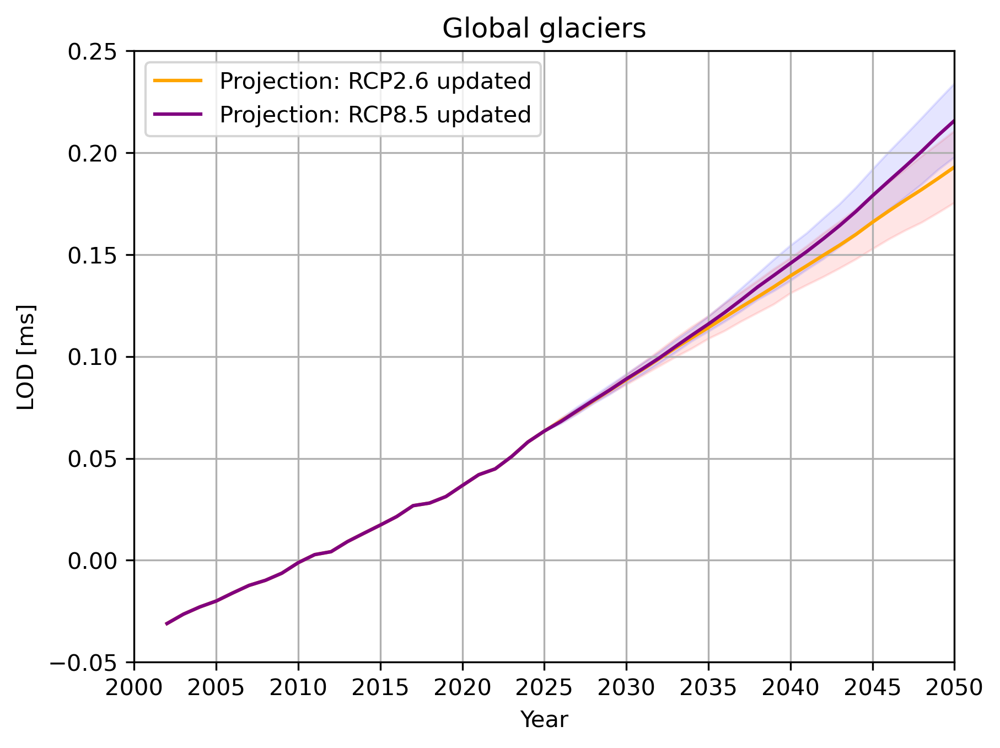 Global glaciers
0.25
Projection: RCP2.6 updated
Projection: RCP8.5 updated
0.20
0.15
LOD [ms]
0.10
0.05
0.00
−0.05
2000 2005 2010 2015 2020 2025 2030 2035 2040 2045 2050
Year